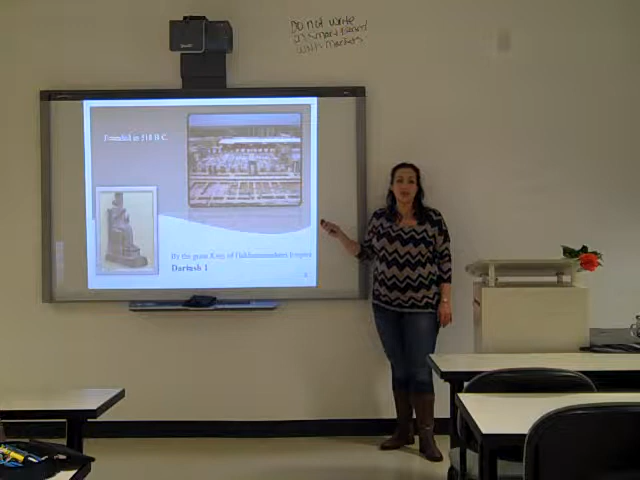 Do not write
on smart board
with markers
Founded in 518 B.C.
By the great King of Hakhamaneshian Empire
Dariush 1